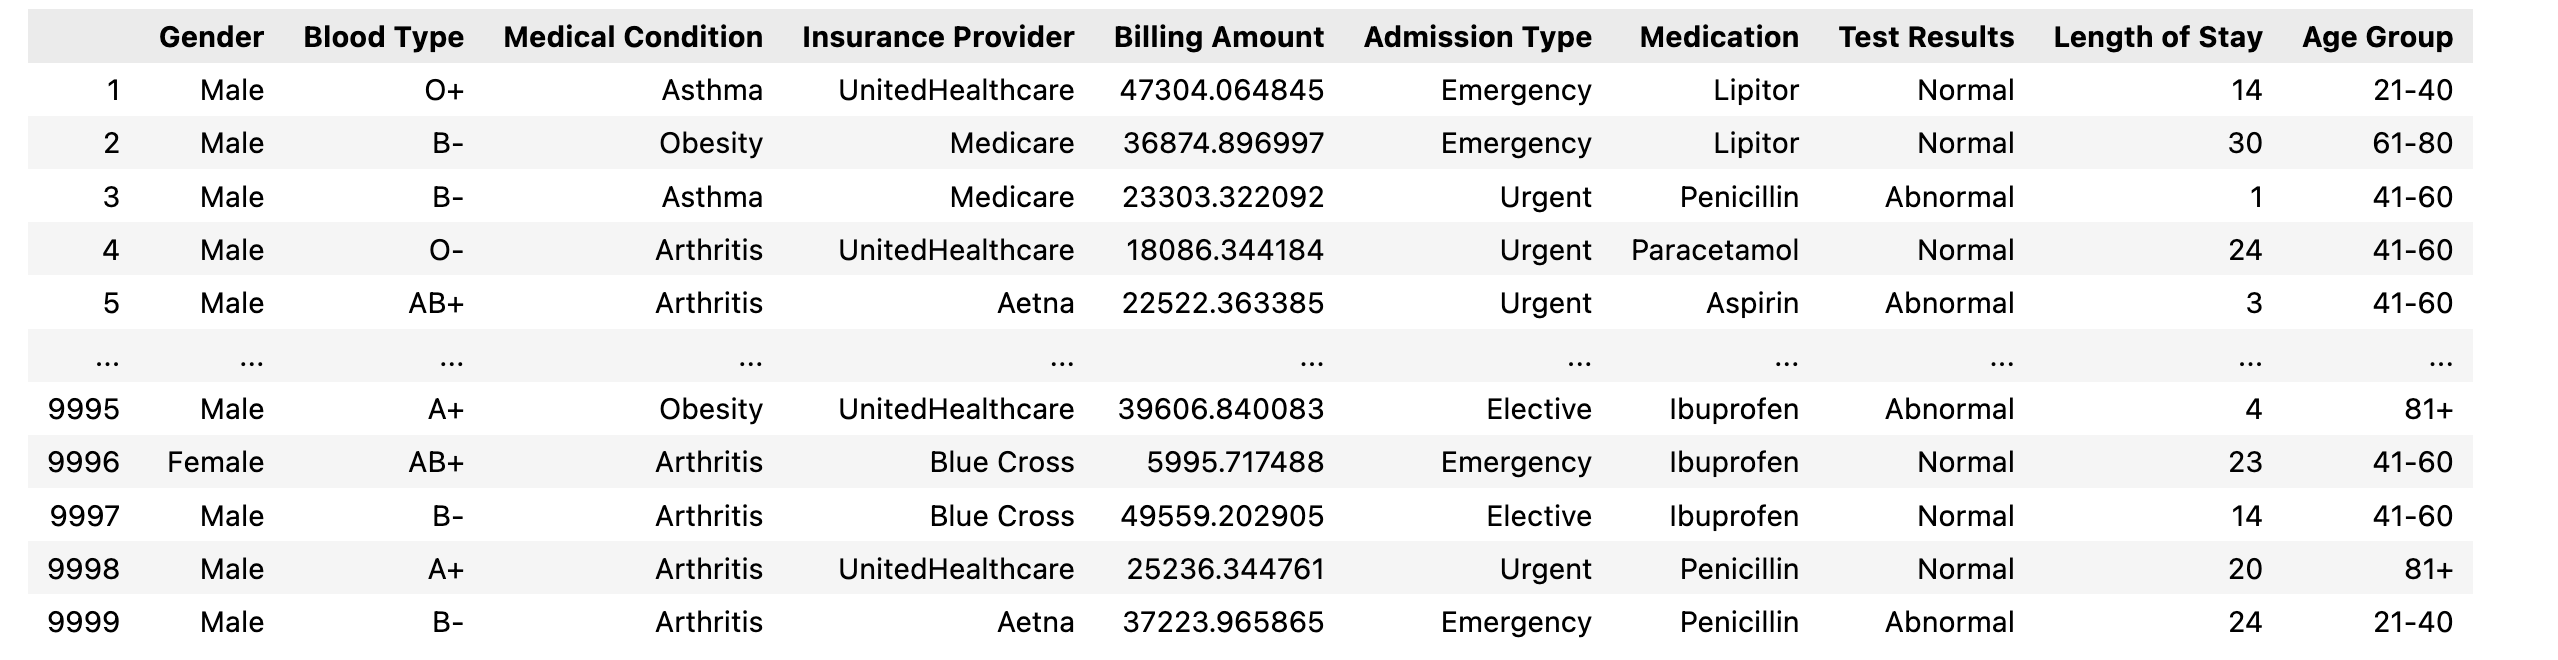 Gender Blood Type Medical Condition Insurance Provider Billing Amount Admission Type Medication Test Results Length of Stay Age Group
1 Male O+ Asthma UnitedHealthcare 47304.064845 Emergency Lipitor Normal 14 21-40
2 Male B- Obesity Medicare 36874.896997 Emergency Lipitor Normal 30 61-80
3 Male B- Asthma Medicare 23303.322092 Urgent Penicillin Abnormal 1 41-60
4 Male O- Arthritis UnitedHealthcare 18086.344184 Urgent Paracetamol Normal 24 41-60
5 Male AB+ Arthritis Aetna 22522.363385 Urgent Aspirin Abnormal 3 41-60
... ... ... ... ... ... ... ... ... ... ...
9995 Male A+ Obesity UnitedHealthcare 39606.840083 Elective Ibuprofen Abnormal 4 81+
9996 Female AB+ Arthritis Blue Cross 5995.717488 Emergency Ibuprofen Normal 23 41-60
9997 Male B- Arthritis Blue Cross 49559.202905 Elective Ibuprofen Normal 14 41-60
9998 Male A+ Arthritis UnitedHealthcare 25236.344761 Urgent Penicillin Normal 20 81+
9999 Male B- Arthritis Aetna 37223.965865 Emergency Penicillin Abnormal 24 21-40